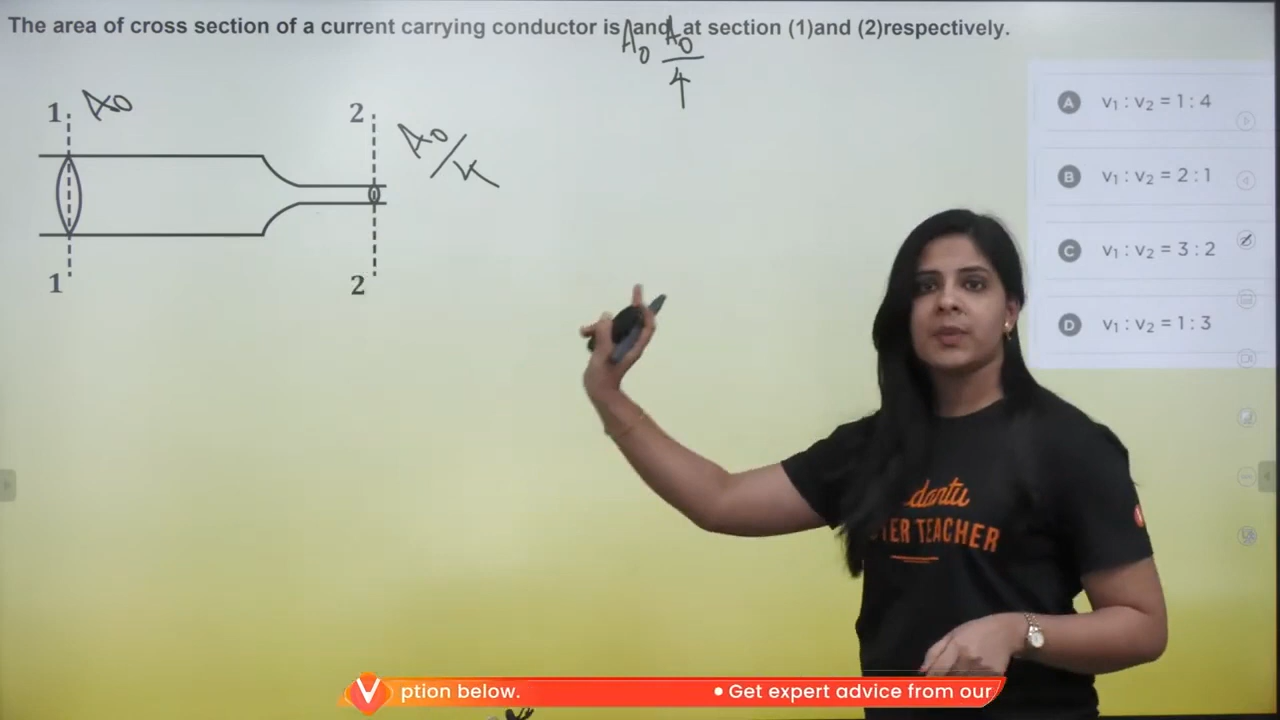 The area of cross section of a current carrying conductor is A0 and A0/4 at section (1)and (2)respectively.
1
A0
2
A0/4
1
2
A v₁ : v₂ = 1 : 4
B v₁ : v₂ = 2 : 1
C v₁ : v₂ = 3 : 2
D v₁ : v₂ = 1 : 3
TEACHER
V ption below. • Get expert advice from our